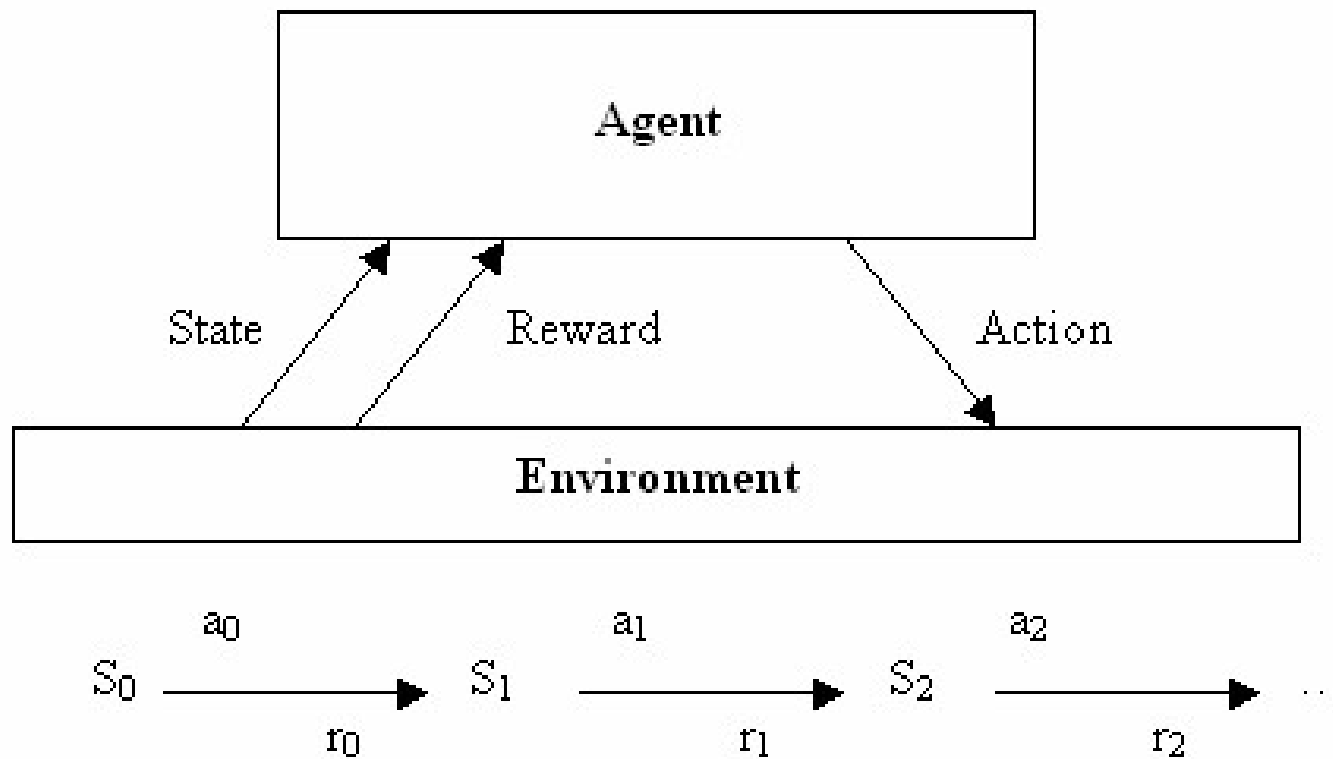 Agent
State Reward Action
Environment
a0 a1 a2
S0 S1 S2 ..
r0 r1 r2